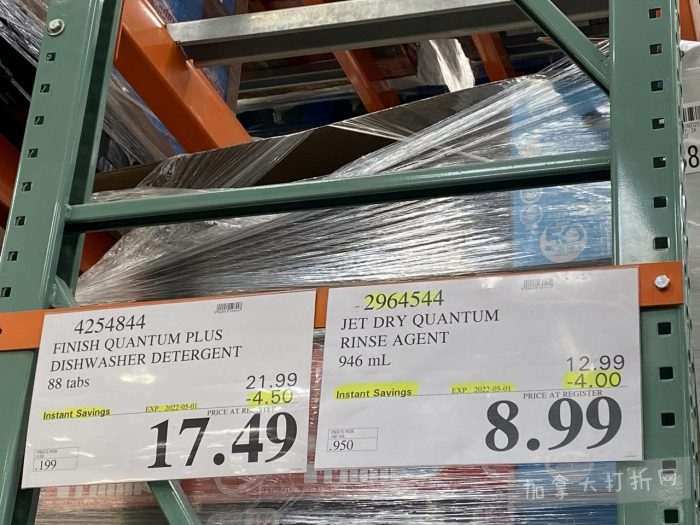 4254844
FINISH QUANTUM PLUS
DISHWASHER DETERGENT
88 tabs
21.99
-4.50
Instant Savings
EXP. 2022-05-01
PRICE AT REGISTER
.199
17.49
2964544
JET DRY QUANTUM
RINSE AGENT
946 mL
12.99
-4.00
Instant Savings
EXP. 2022-05-01
PRICE AT REGISTER
.950
8.99
加拿大打折网